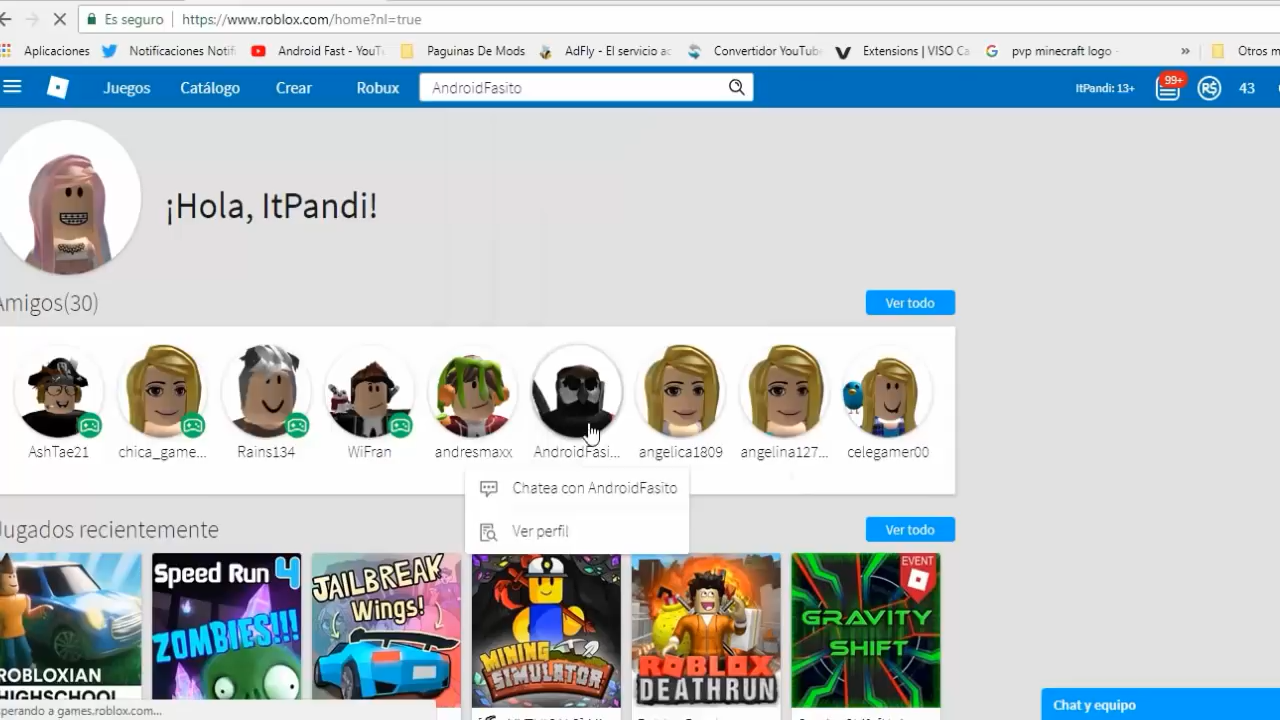 Es seguro https://www.roblox.com/home?nl=true
Aplicaciones Notificaciones Notifi Android Fast - YouT Paguinas De Mods AdFly - El servicio ac Convertidor YouTube Extensions | VISO Ca pvp minecraft logo - » Otros m
Juegos Catálogo Crear Robux AndroidFasito ItPandi: 13+ 99+ R$ 43
¡Hola, ItPandi!
Amigos(30) Ver todo
AshTae21 chica_game... Rains134 WiFran andresmaxx AndroidFasi... angelica1809 angelina127... celegamer00
Chatea con AndroidFasito
Ver perfil
Jugados recientemente Ver todo
ROBLOXIAN
HIGHSCHOOL
Speed Run 4
ZOMBIES!!!
JAILBREAK
Wings!
MINING
SIMULATOR
ROBLOX
DEATHRUN
EVENT
GRAVITY
SHIFT
sperando a games.roblox.com...
Chat y equipo